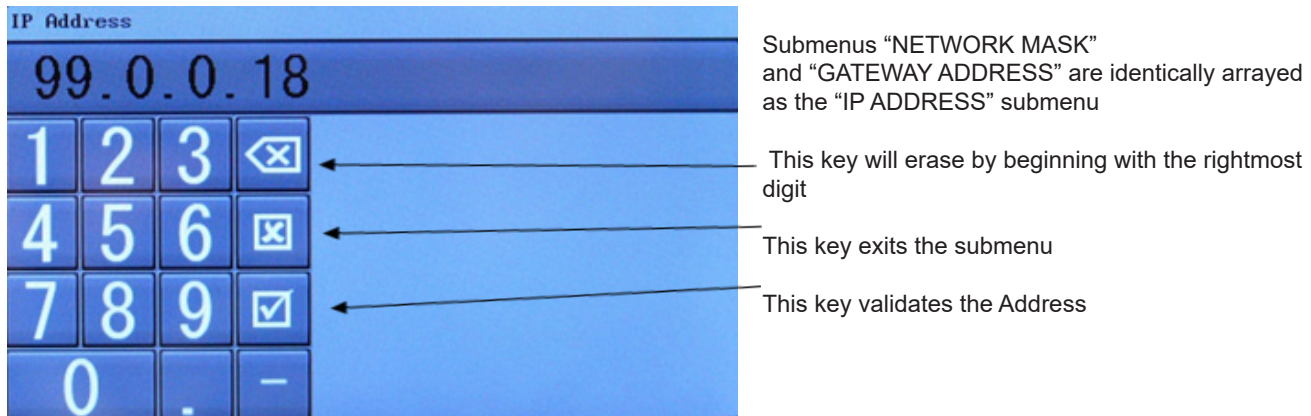 IP Address
99.0.0.18
1 2 3
4 5 6
7 8 9
0 . -
Submenus “NETWORK MASK”
and “GATEWAY ADDRESS” are identically arrayed
as the “IP ADDRESS” submenu
This key will erase by beginning with the rightmost
digit
This key exits the submenu
This key validates the Address